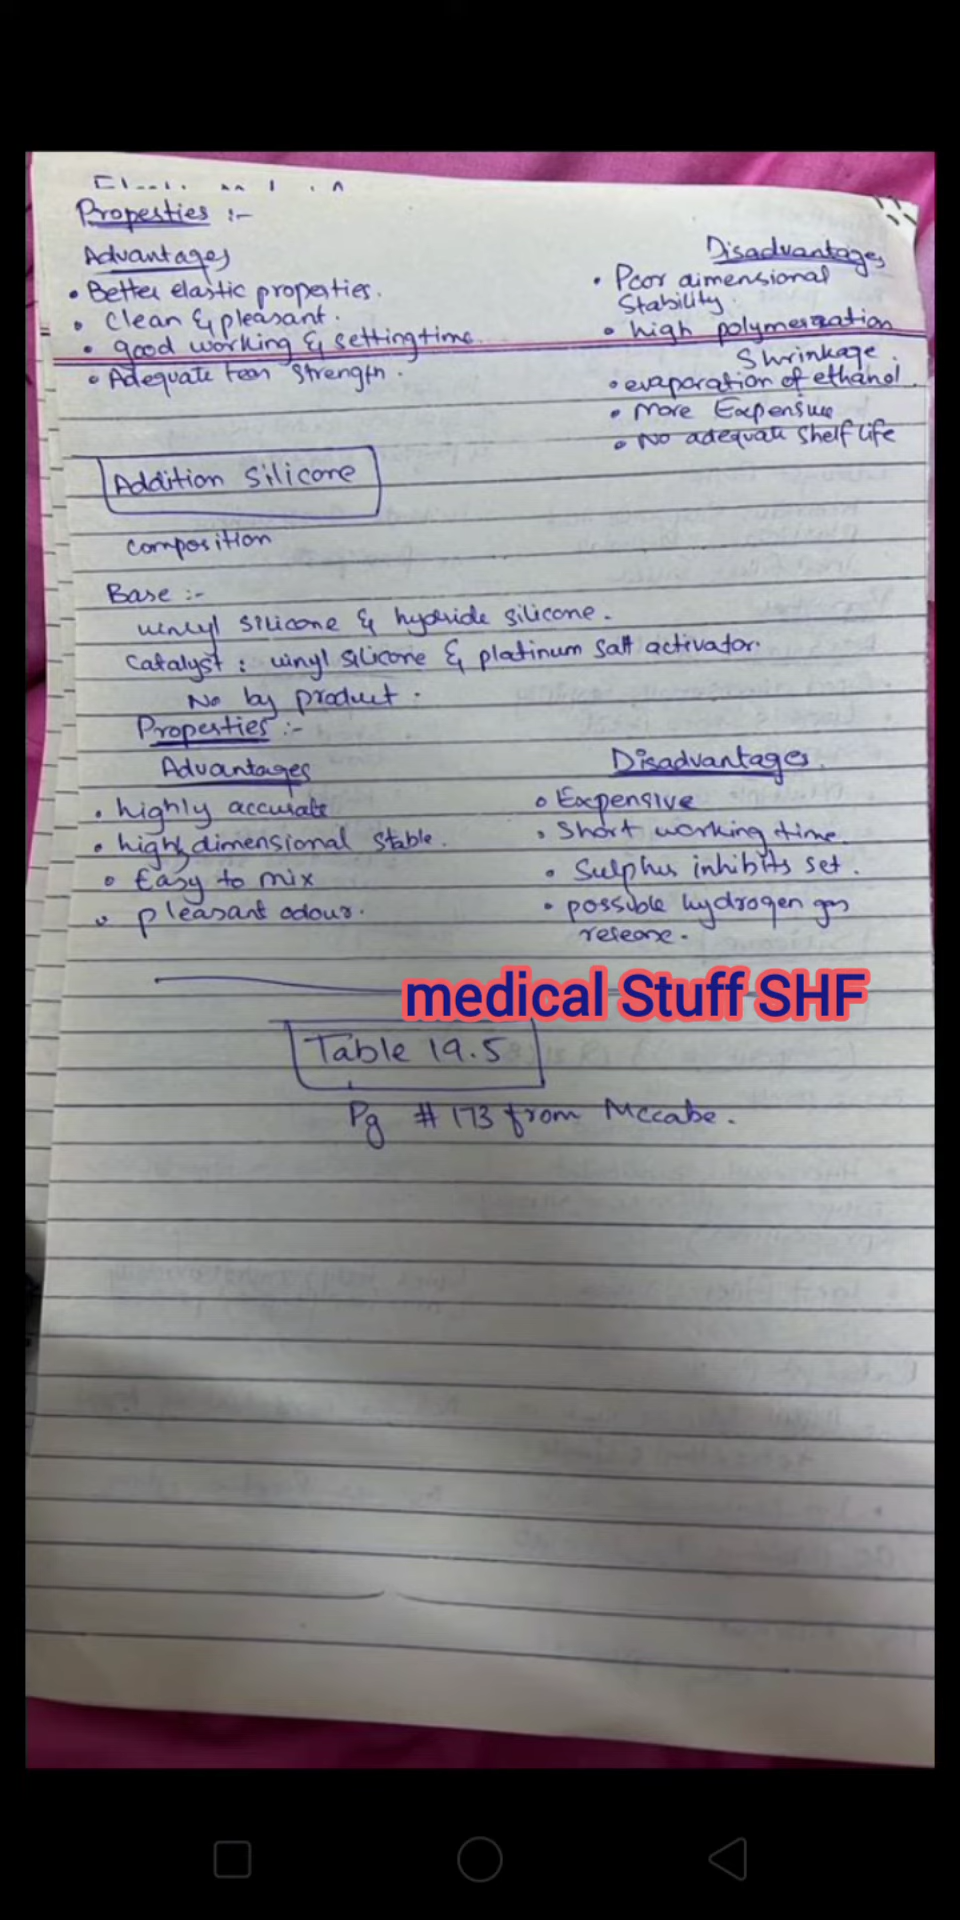 Properties :-
Advantages
• Better elastic properties.
• Clean & pleasant.
• good working & setting time.
• Adequate tear strength.
Disadvantages
• Poor dimensional
Stability.
• high polymerization
Shrinkage.
• evaporation of ethanol.
• More Expensive
• No adequate shelf life
Addition Silicone
Composition
Base :-
vinyl silicone & hydride silicone.
Catalyst : vinyl silicone & platinum salt activator.
No by product.
Properties :-
Advantages
• highly accurate
• high dimensional stable.
• Easy to mix
• pleasant odour.
Disadvantages
• Expensive
• Short working time.
• Sulphur inhibits set.
• possible hydrogen gas
release.
medical Stuff SHF
Table 19.5
Pg # 173 from Mccabe.